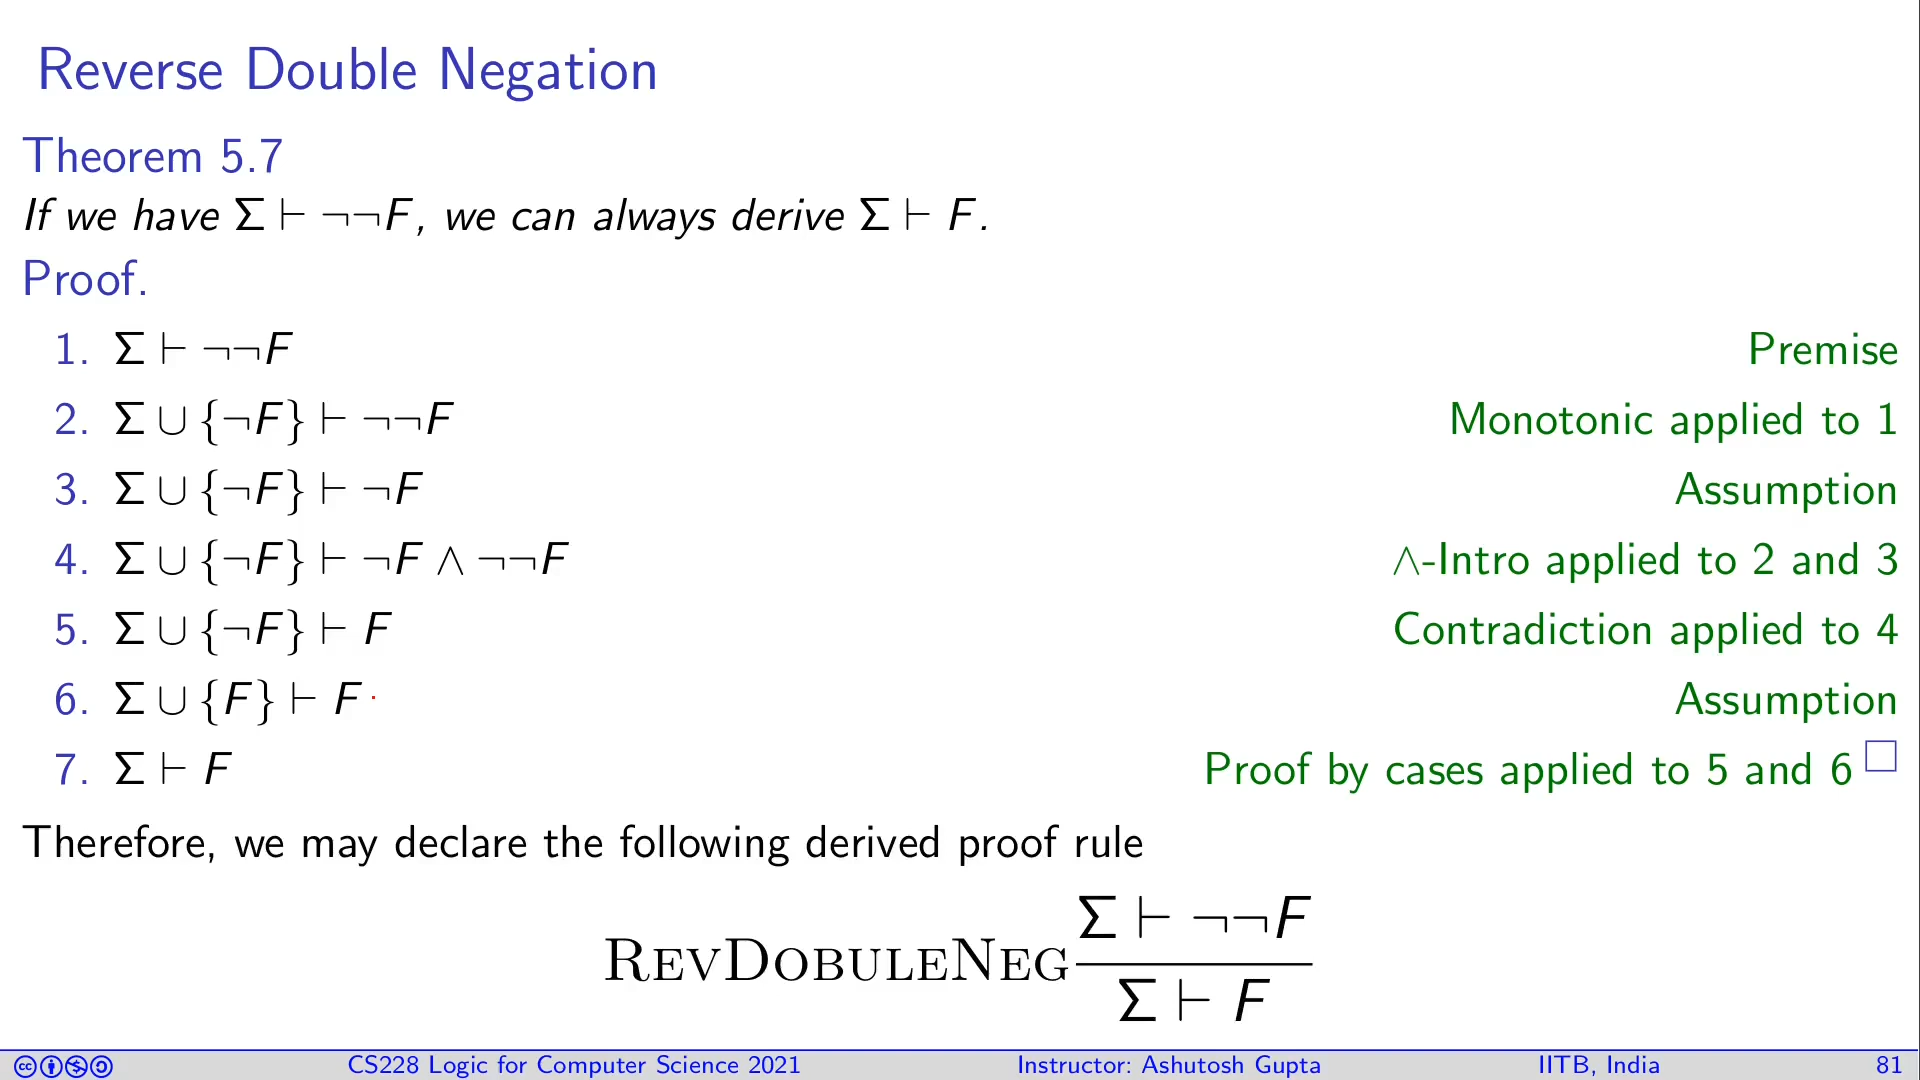 Reverse Double Negation
Theorem 5.7
If we have Σ ⊢ ¬¬F, we can always derive Σ ⊢ F.
Proof.
1. Σ ⊢ ¬¬F Premise
2. Σ ∪ {¬F} ⊢ ¬¬F Monotonic applied to 1
3. Σ ∪ {¬F} ⊢ ¬F Assumption
4. Σ ∪ {¬F} ⊢ ¬F ∧ ¬¬F ∧-Intro applied to 2 and 3
5. Σ ∪ {¬F} ⊢ F Contradiction applied to 4
6. Σ ∪ {F} ⊢ F Assumption
7. Σ ⊢ F Proof by cases applied to 5 and 6 □
Therefore, we may declare the following derived proof rule
Σ ⊢ ¬¬F
REVDOBULENEG
Σ ⊢ F
CS228 Logic for Computer Science 2021 Instructor: Ashutosh Gupta IITB, India 81